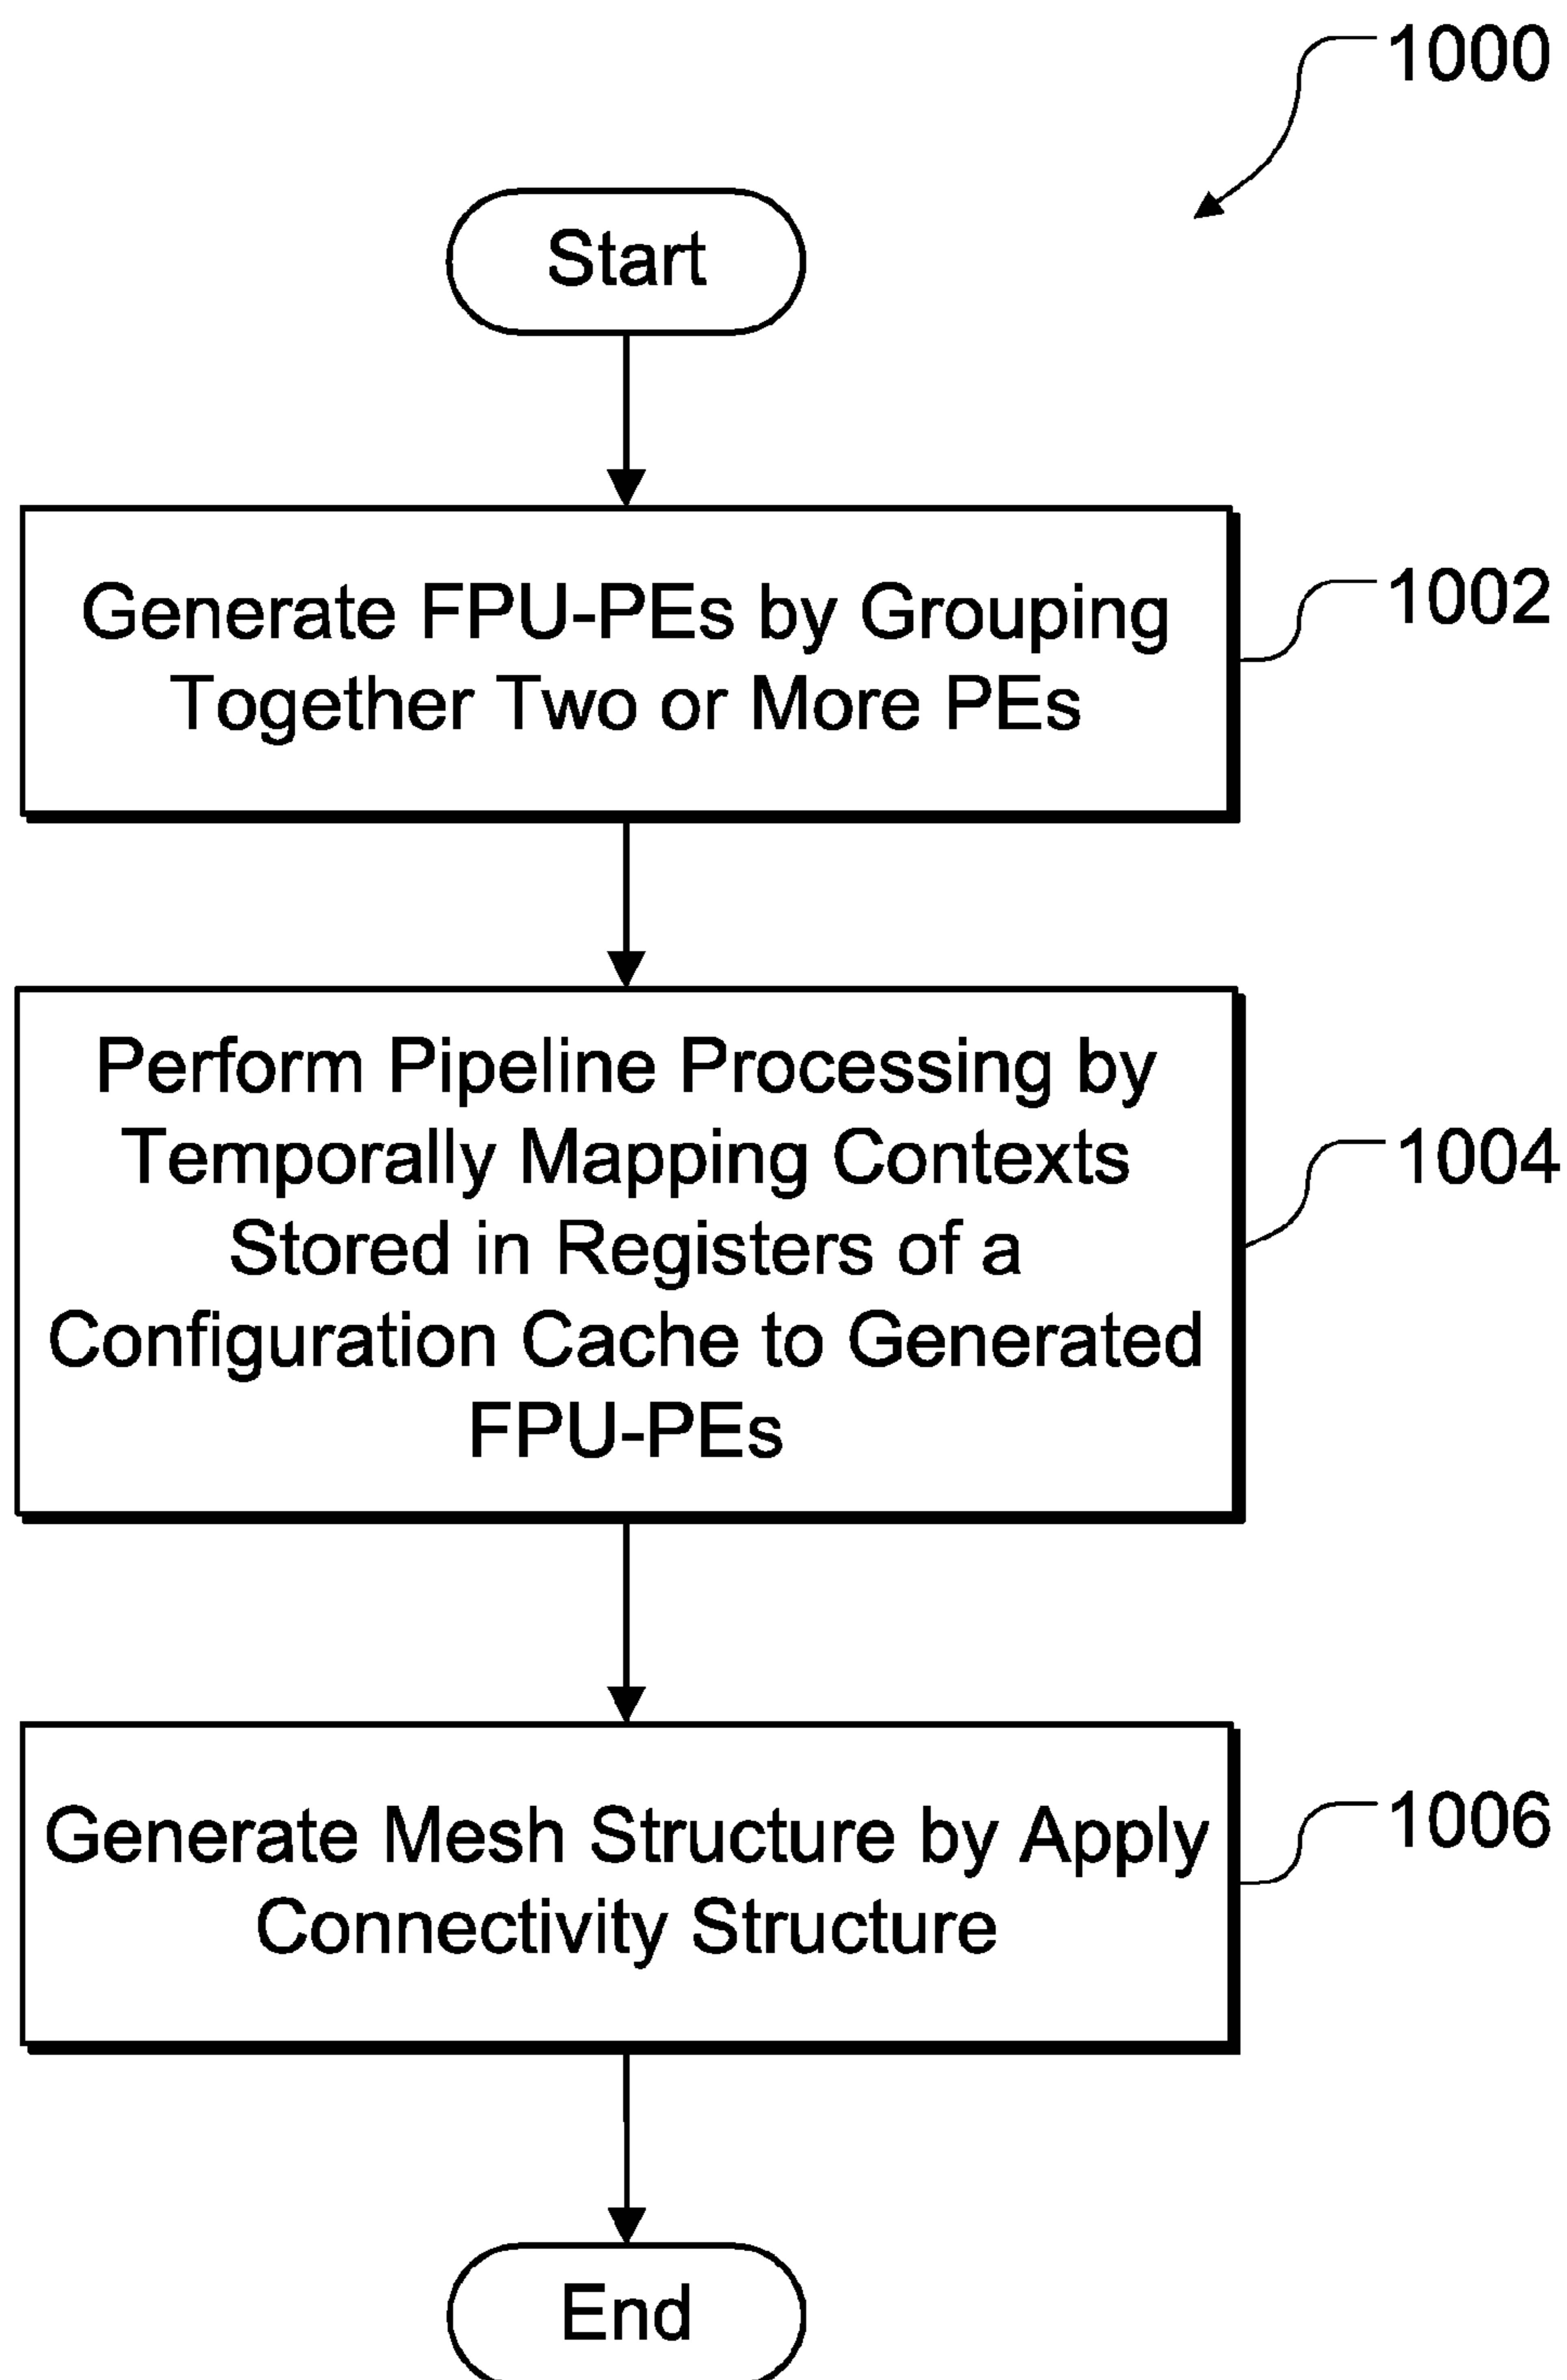 1000
Start
Generate FPU-PEs by Grouping
Together Two or More PEs
1002
Perform Pipeline Processing by
Temporally Mapping Contexts
Stored in Registers of a
Configuration Cache to Generated
FPU-PEs
1004
Generate Mesh Structure by Apply
Connectivity Structure
1006
End